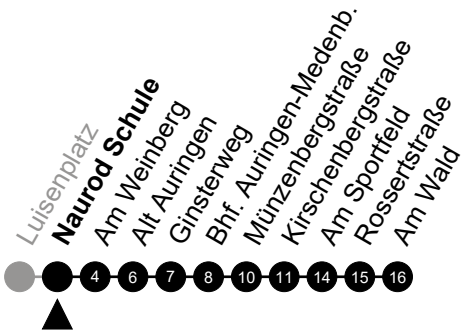 Luisenplatz
Naurod Schule
Am Weinberg
Alt Auringen
Ginsterweg
Bhf. Auringen-Medenb.
Münzenbergstraße
Kirschenbergstraße
Am Sportfeld
Rossertstraße
Am Wald
4 6 7 8 10 11 14 15 16